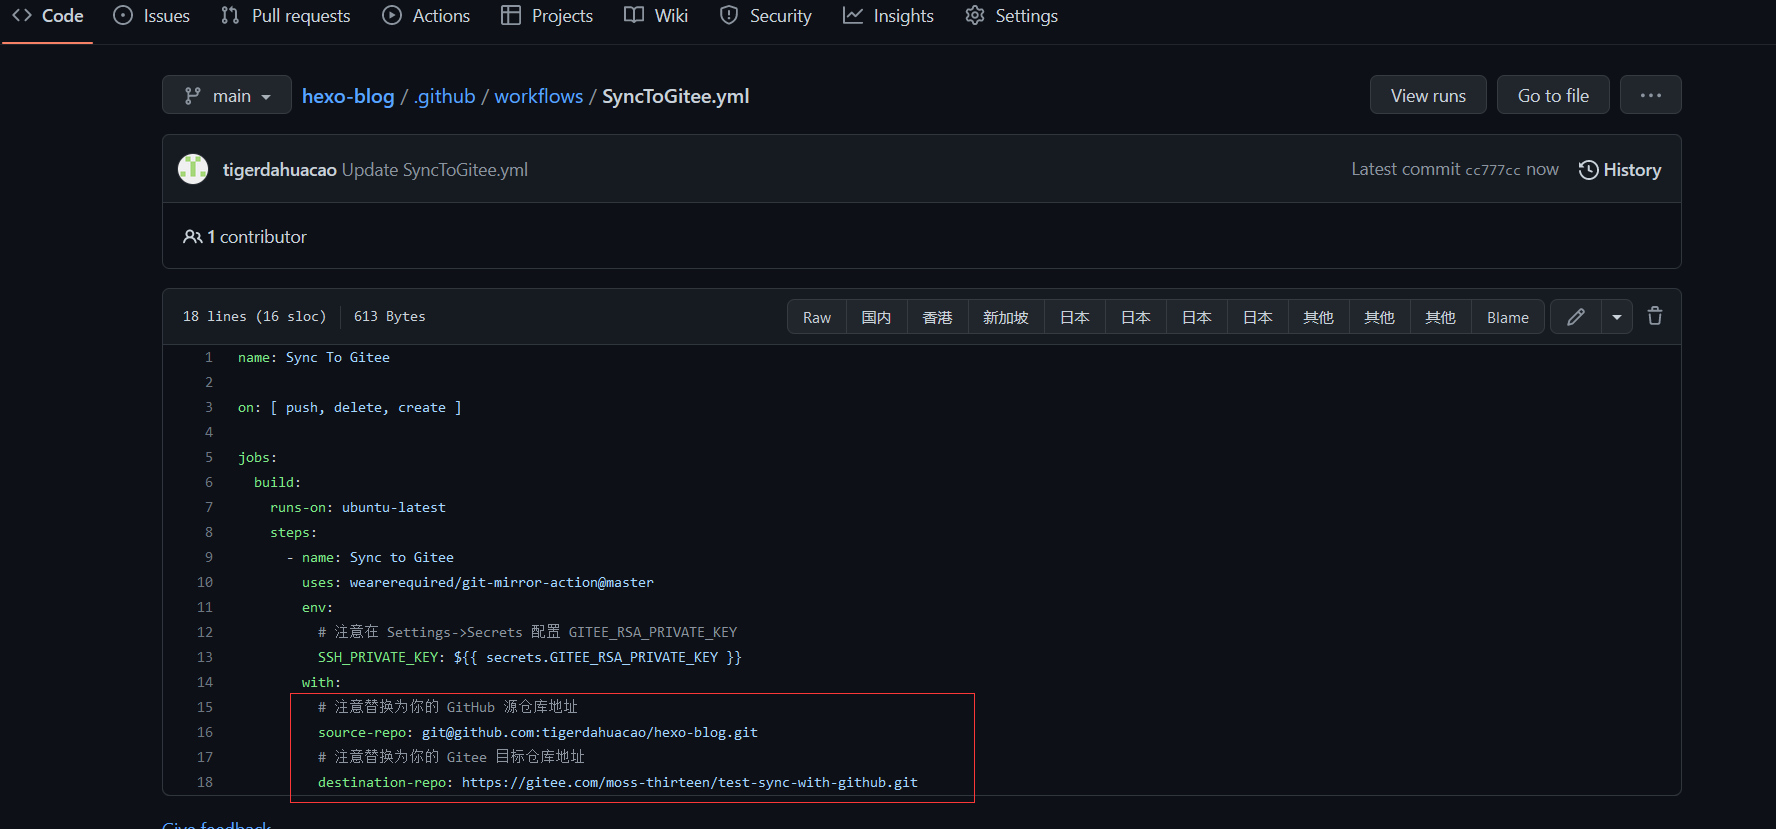 Code Issues Pull requests Actions Projects Wiki Security Insights Settings
main hexo-blog / .github / workflows / SyncToGitee.yml View runs Go to file ...
tigerdahuacao Update SyncToGitee.yml Latest commit cc777cc now History
1 contributor
18 lines (16 sloc) 613 Bytes Raw 国内 香港 新加坡 日本 日本 日本 日本 其他 其他 其他 Blame
1 name: Sync To Gitee
2
3 on: [ push, delete, create ]
4
5 jobs:
6 build:
7 runs-on: ubuntu-latest
8 steps:
9 - name: Sync to Gitee
10 uses: wearerequired/git-mirror-action@master
11 env:
12 # 注意在 Settings->Secrets 配置 GITEE_RSA_PRIVATE_KEY
13 SSH_PRIVATE_KEY: ${{ secrets.GITEE_RSA_PRIVATE_KEY }}
14 with:
15 # 注意替换为你的 GitHub 源仓库地址
16 source-repo: git@github.com:tigerdahuacao/hexo-blog.git
17 # 注意替换为你的 Gitee 目标仓库地址
18 destination-repo: https://gitee.com/moss-thirteen/test-sync-with-github.git
Give feedback